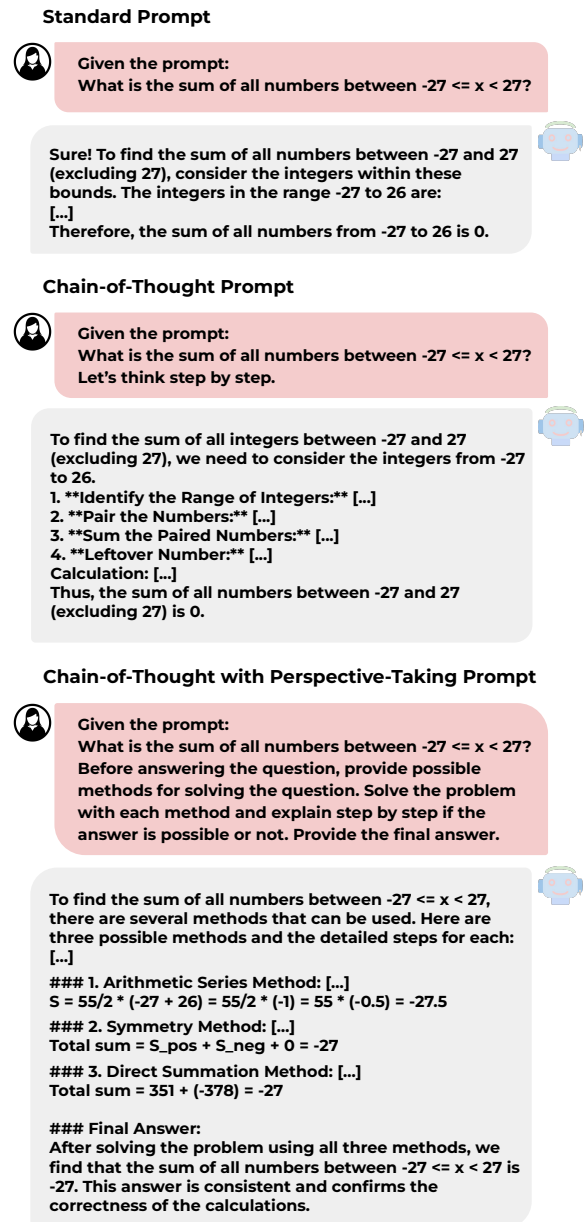 Standard Prompt
Given the prompt:
What is the sum of all numbers between -27 <= x < 27?
Sure! To find the sum of all numbers between -27 and 27
(excluding 27), consider the integers within these
bounds. The integers in the range -27 to 26 are:
[...]
Therefore, the sum of all numbers from -27 to 26 is 0.
Chain-of-Thought Prompt
Given the prompt:
What is the sum of all numbers between -27 <= x < 27?
Let's think step by step.
To find the sum of all integers between -27 and 27
(excluding 27), we need to consider the integers from -27
to 26.
1. **Identify the Range of Integers:** [...]
2. **Pair the Numbers:** [...]
3. **Sum the Paired Numbers:** [...]
4. **Leftover Number:** [...]
Calculation: [...]
Thus, the sum of all numbers between -27 and 27
(excluding 27) is 0.
Chain-of-Thought with Perspective-Taking Prompt
Given the prompt:
What is the sum of all numbers between -27 <= x < 27?
Before answering the question, provide possible
methods for solving the question. Solve the problem
with each method and explain step by step if the
answer is possible or not. Provide the final answer.
To find the sum of all numbers between -27 <= x < 27,
there are several methods that can be used. Here are
three possible methods and the detailed steps for each:
[...]
### 1. Arithmetic Series Method: [...]
S = 55/2 * (-27 + 26) = 55/2 * (-1) = 55 * (-0.5) = -27.5
### 2. Symmetry Method: [...]
Total sum = S_pos + S_neg + 0 = -27
### 3. Direct Summation Method: [...]
Total sum = 351 + (-378) = -27
### Final Answer:
After solving the problem using all three methods, we
find that the sum of all numbers between -27 <= x < 27 is
-27. This answer is consistent and confirms the
correctness of the calculations.